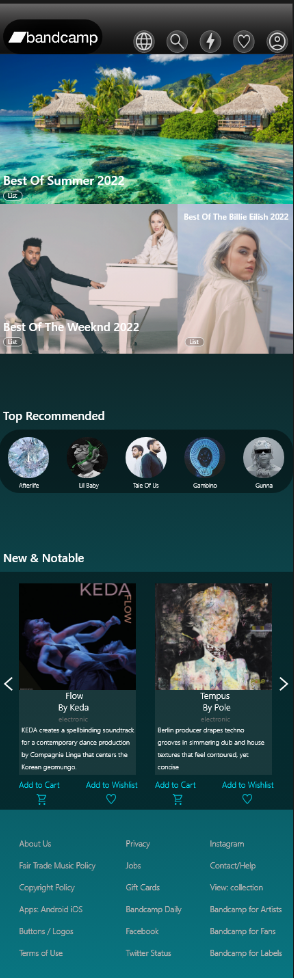 bandcamp
Best Of Summer 2022
List
Best Of The Billie Eilish 2022
Best Of The Weeknd 2022
List
List
Top Recommended
Afterlife
Lil Baby
Tale Of Us
Gambino
Gunna
New & Notable
KEDA
FLOW
Flow
By Keda
electronic
KEDA creates a spellbinding soundtrack
for a contemporary dance production
by Compagnie Linga that centers the
Korean geomungo
Add to Cart
Add to Wishlist
Tempus
By Pole
electronic
Berlin producer drapes techno
grooves in simmering dub and house
textures that feel contoured, yet
concise
Add to Cart
Add to Wishlist
About Us
Privacy
Instagram
Fair Trade Music Policy
Jobs
Contact/Help
Copyright Policy
Gift Cards
View: collection
Apps: Android iOS
Bandcamp Daily
Bandcamp for Artists
Buttons / Logos
Facebook
Bandcamp for Fans
Terms of Use
Twitter Status
Bandcamp for Labels